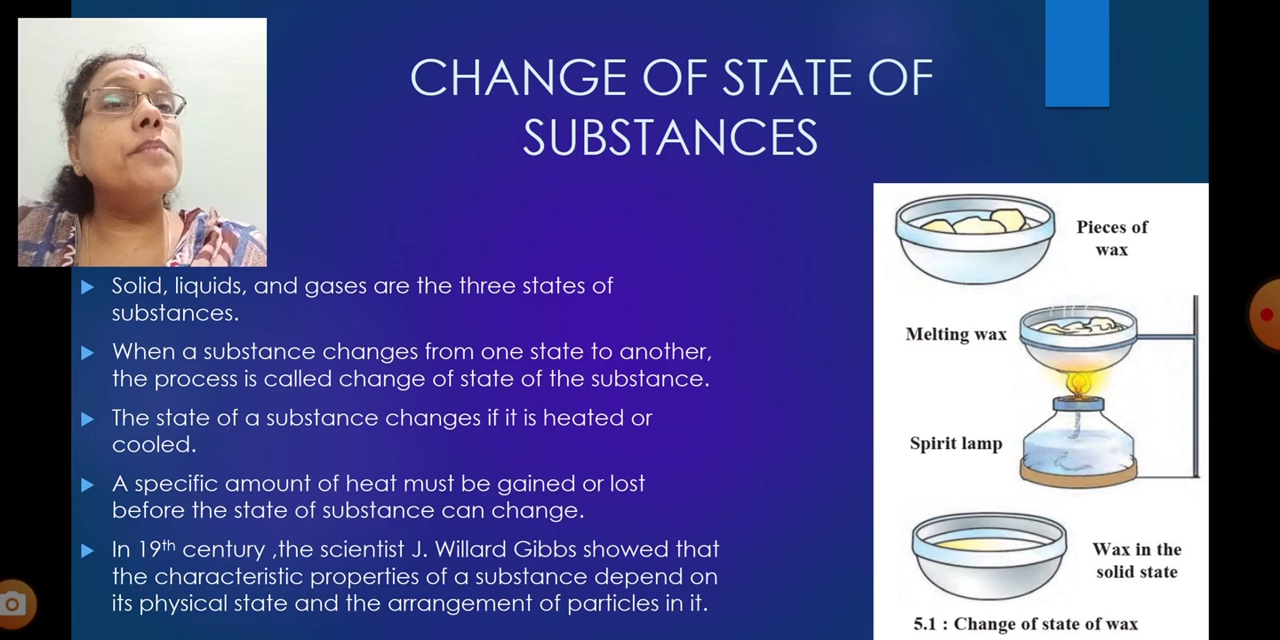 CHANGE OF STATE OF
SUBSTANCES
Solid, liquids, and gases are the three states of
substances.
When a substance changes from one state to another,
the process is called change of state of the substance.
The state of a substance changes if it is heated or
cooled.
A specific amount of heat must be gained or lost
before the state of substance can change.
In 19th century ,the scientist J. Willard Gibbs showed that
the characteristic properties of a substance depend on
its physical state and the arrangement of particles in it.
Pieces of
wax
Melting wax
Spirit lamp
Wax in the
solid state
5.1 : Change of state of wax